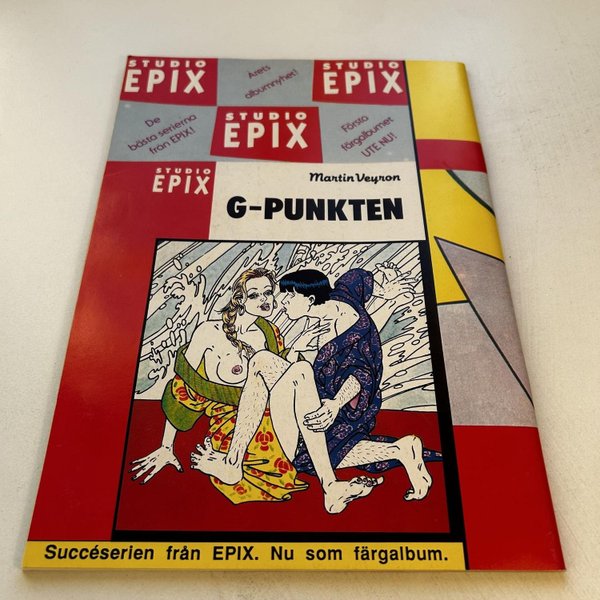 STUDIO
EPIX
Årets
albumnyhet!
STUDIO
EPIX
De
bästa serierna
från EPIX!
STUDIO
EPIX
Första
färgalbumet
UTE NU!
STUDIO
EPIX
Martin Veyron
G-PUNKTEN
Succéserien från EPIX. Nu som färgalbum.